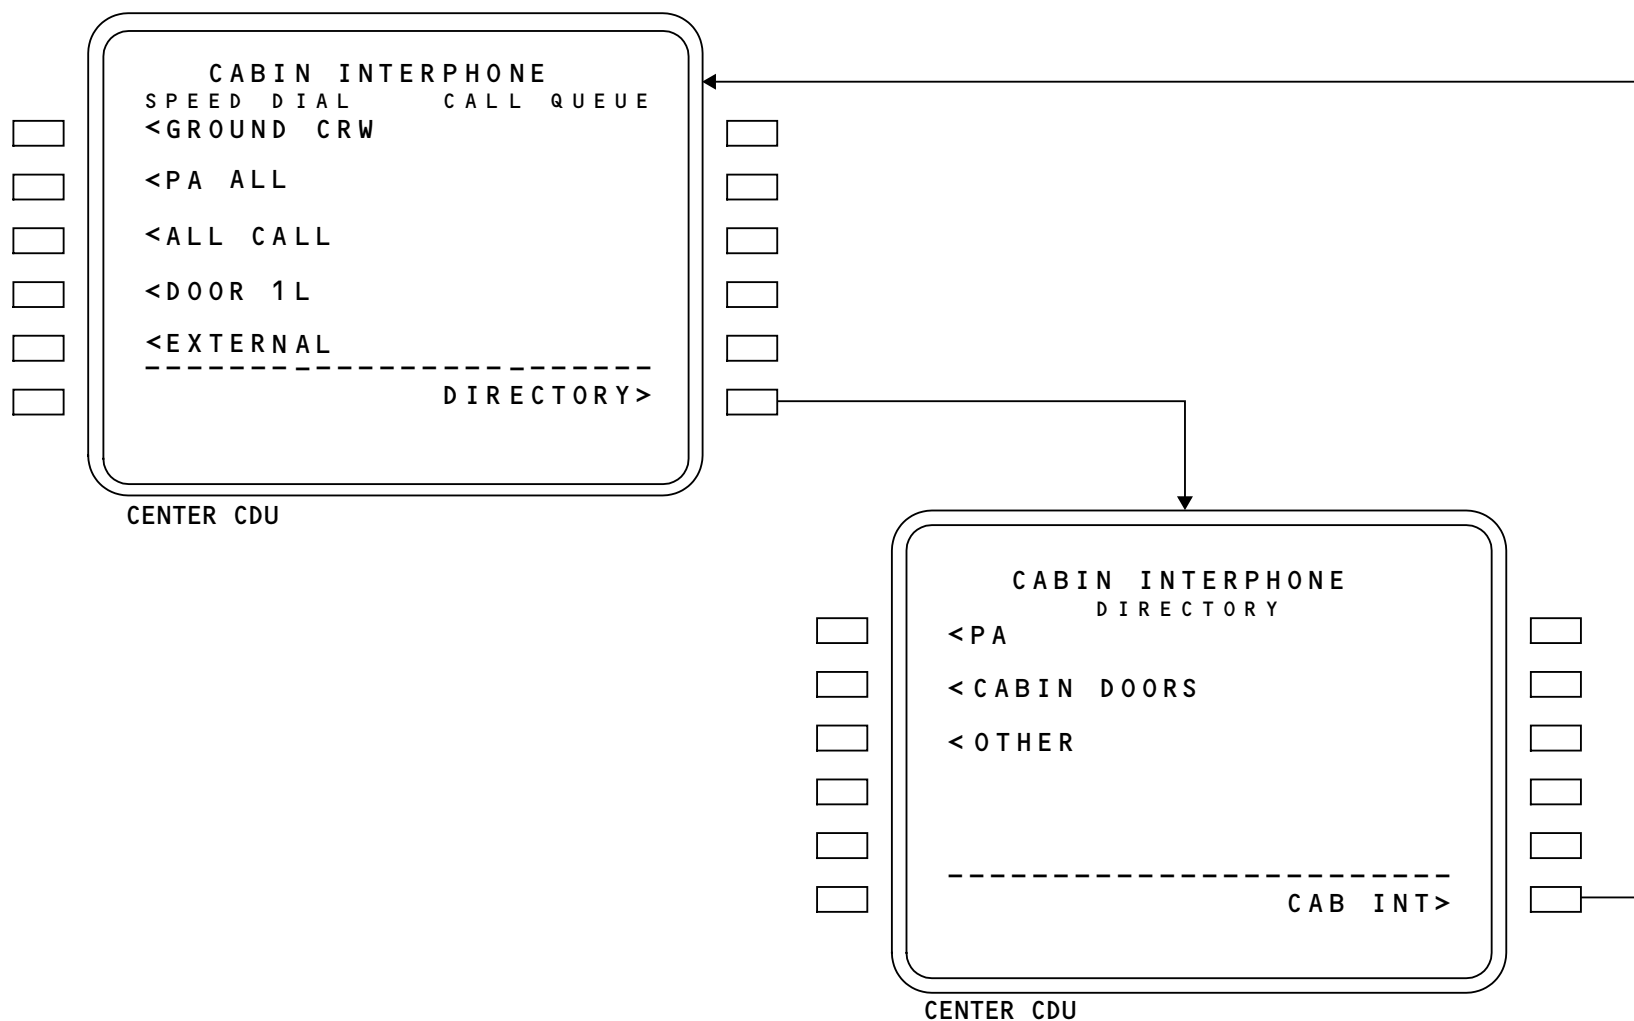 CABIN INTERPHONE
SPEED DIAL CALL QUEUE
<GROUND CRW
<PA ALL
<ALL CALL
<DOOR 1L
<EXTERNAL
------------------------
DIRECTORY>
CENTER CDU
CABIN INTERPHONE
DIRECTORY
<PA
<CABIN DOORS
<OTHER
------------------------
CAB INT>
CENTER CDU